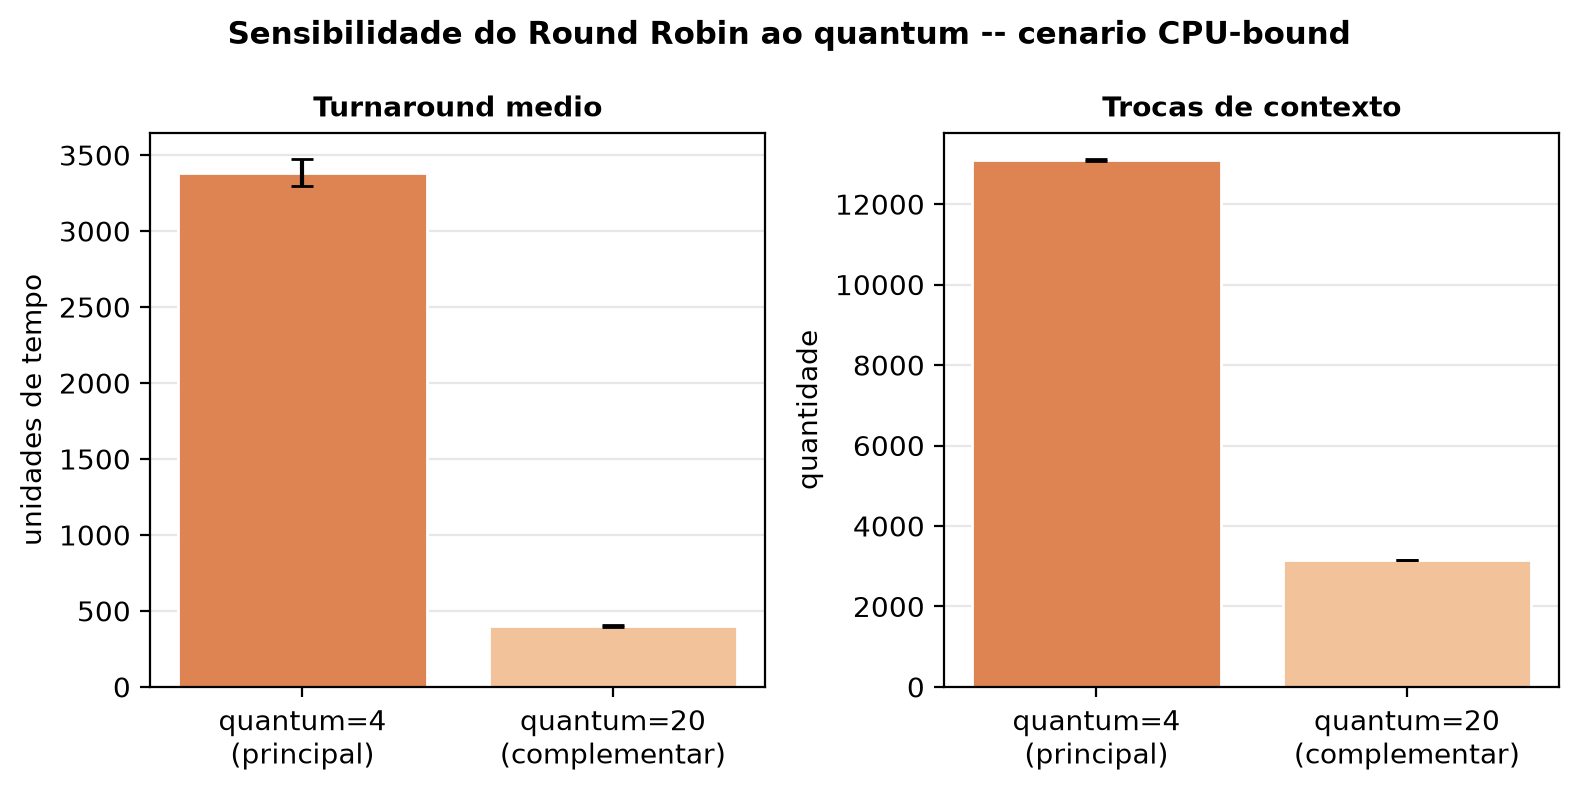 Sensibilidade do Round Robin ao quantum -- cenario CPU-bound
Turnaround medio
unidades de tempo
3500
3000
2500
2000
1500
1000
500
0
quantum=4
(principal)
quantum=20
(complementar)
Trocas de contexto
quantidade
12000
10000
8000
6000
4000
2000
0
quantum=4
(principal)
quantum=20
(complementar)